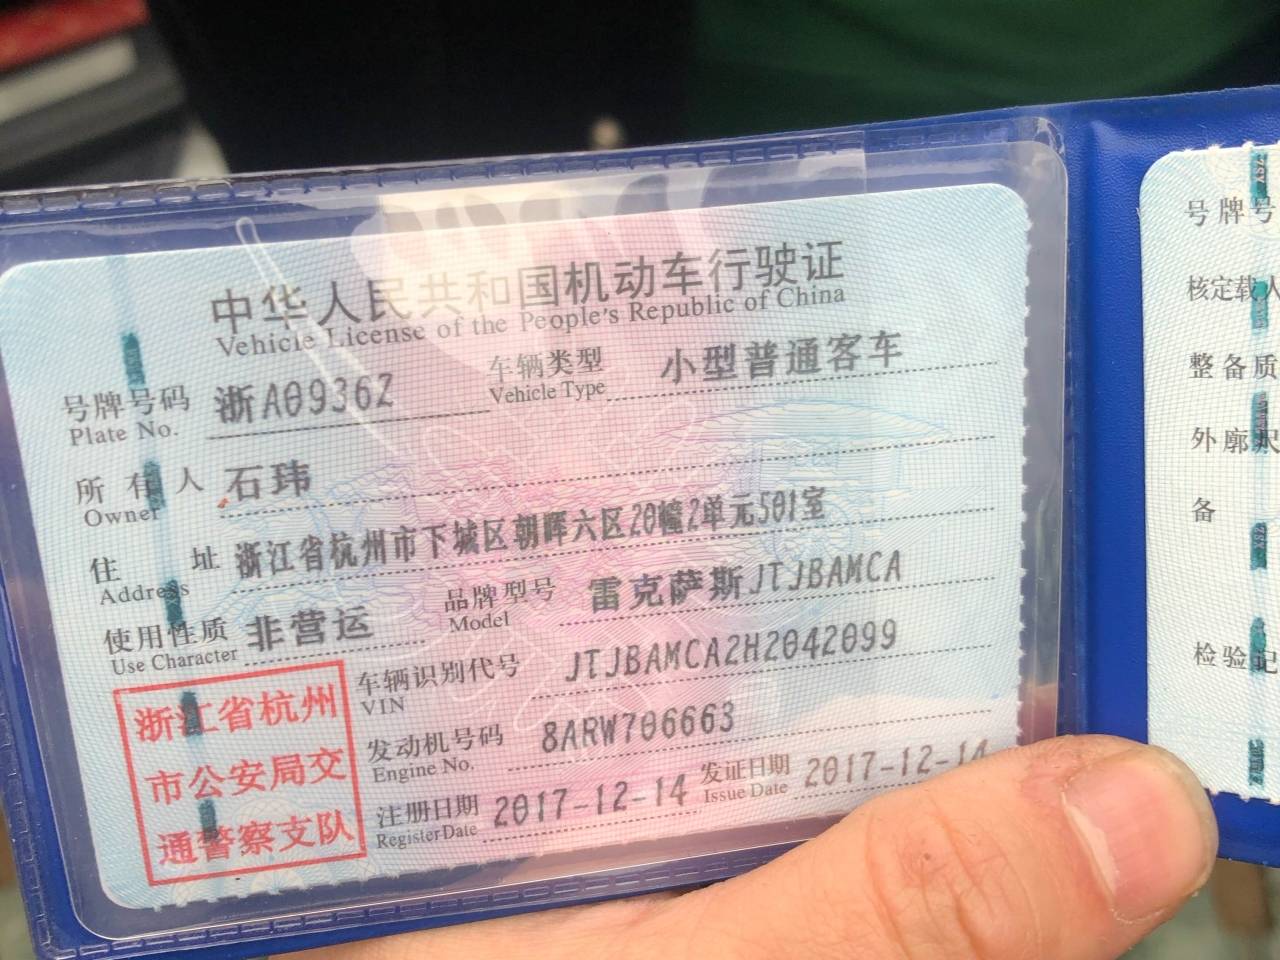 中华人民共和国机动车行驶证
Vehicle License of the People's Republic of China
号牌号码 浙A0936Z 车辆类型 小型普通客车
Plate No. Vehicle Type
所有人 石玮
Owner
住址 浙江省杭州市下城区朝晖六区20幢2单元501室
Address
使用性质 非营运 品牌型号 雷克萨斯JTJBAMCA
Use Character Model
车辆识别代号 JTJBAMCA2H2042099
VIN
发动机号码 8ARW706663
Engine No.
注册日期 2017-12-14 发证日期 2017-12-14
Register Date Issue Date
浙江省杭州
市公安局交
通警察支队
号牌号
核定载人
整备质
外廓尺
备
检验记